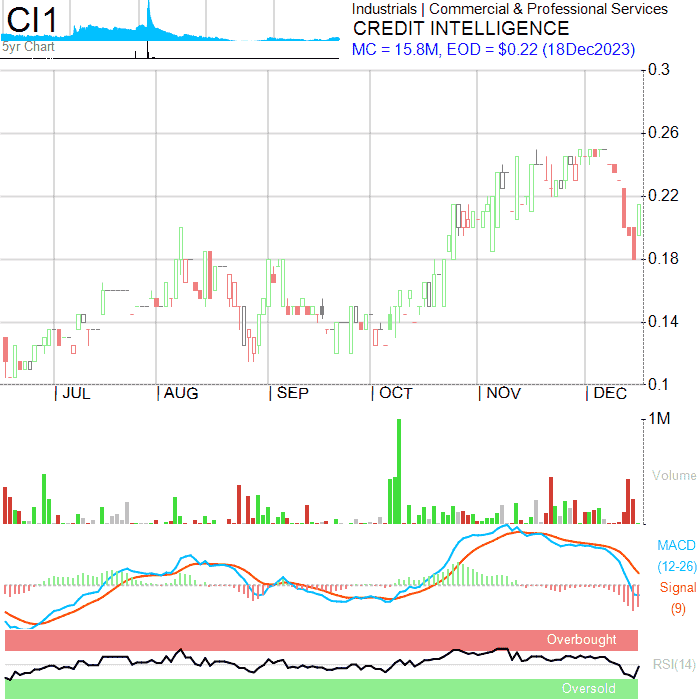 CI1
Industrials | Commercial & Professional Services
CREDIT INTELLIGENCE
5yr Chart
MC = 15.8M, EOD = $0.22 (18Dec2023)
0.3
0.26
0.22
0.18
0.14
0.1
| JUL | AUG | SEP | OCT | NOV | DEC
1M
Volume
MACD
(12-26)
Signal
(9)
Overbought
RSI(14)
Oversold